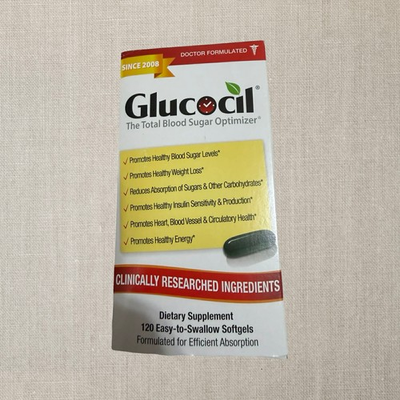 DOCTOR FORMULATED
SINCE 2008
Glucocil®
The Total Blood Sugar Optimizer®
Promotes Healthy Blood Sugar Levels*
Promotes Healthy Weight Loss*
Reduces Absorption of Sugars & Other Carbohydrates*
Promotes Healthy Insulin Sensitivity & Production*
Promotes Heart, Blood Vessel & Circulatory Health*
Promotes Healthy Energy*
CLINICALLY RESEARCHED INGREDIENTS
Dietary Supplement
120 Easy-to-Swallow Softgels
Formulated for Efficient Absorption